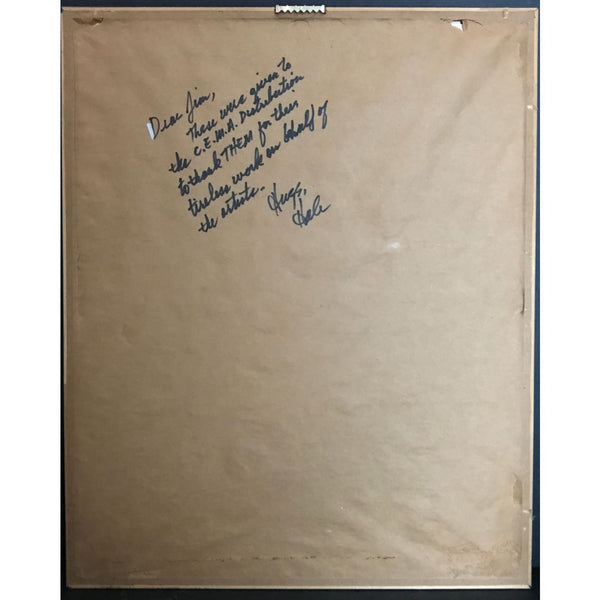 Dear Jim,
These were given to
the C.E.M.A. Distribution
to thank THEM for their
tireless work on behalf of
the artists.
Hugs,
Hale